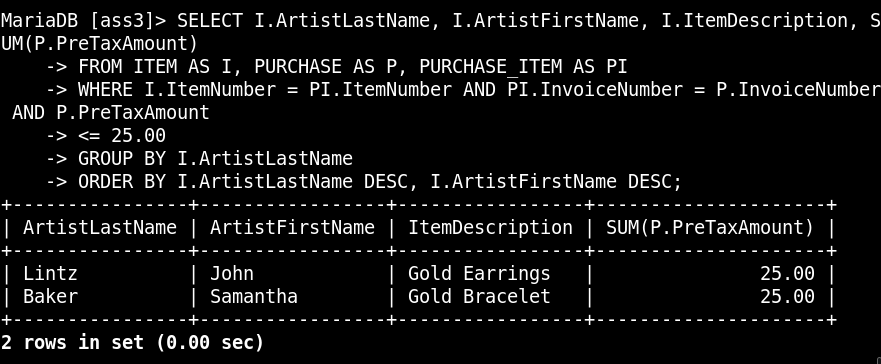 MariaDB [ass3]> SELECT I.ArtistLastName, I.ArtistFirstName, I.ItemDescription, S
UM(P.PreTaxAmount)
    -> FROM ITEM AS I, PURCHASE AS P, PURCHASE_ITEM AS PI
    -> WHERE I.ItemNumber = PI.ItemNumber AND PI.InvoiceNumber = P.InvoiceNumber
 AND P.PreTaxAmount
    -> <= 25.00
    -> GROUP BY I.ArtistLastName
    -> ORDER BY I.ArtistLastName DESC, I.ArtistFirstName DESC;
+----------------+-----------------+-----------------+---------------------+
| ArtistLastName | ArtistFirstName | ItemDescription | SUM(P.PreTaxAmount) |
+----------------+-----------------+-----------------+---------------------+
| Lintz          | John            | Gold Earrings   |               25.00 |
| Baker          | Samantha        | Gold Bracelet   |               25.00 |
+----------------+-----------------+-----------------+---------------------+
2 rows in set (0.00 sec)